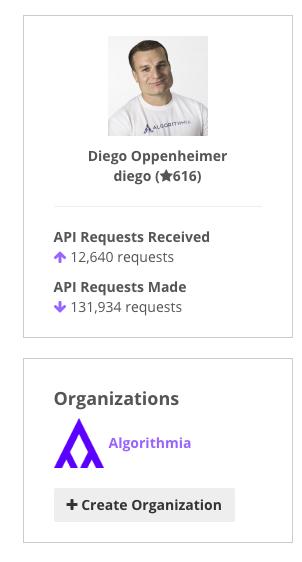 ALGORITHMIA
Diego Oppenheimer
diego (★616)
API Requests Received
12,640 requests
API Requests Made
131,934 requests
Organizations
Algorithmia
+ Create Organization